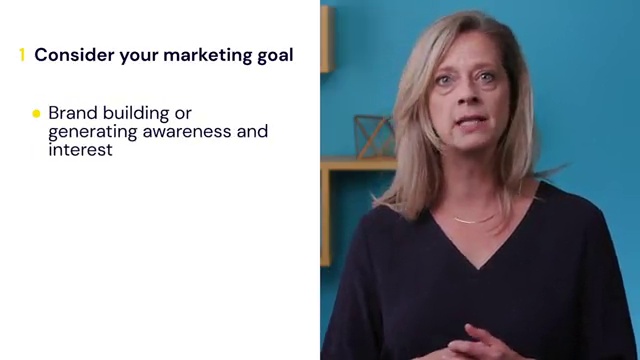 1 Consider your marketing goal
Brand building or
generating awareness and
interest